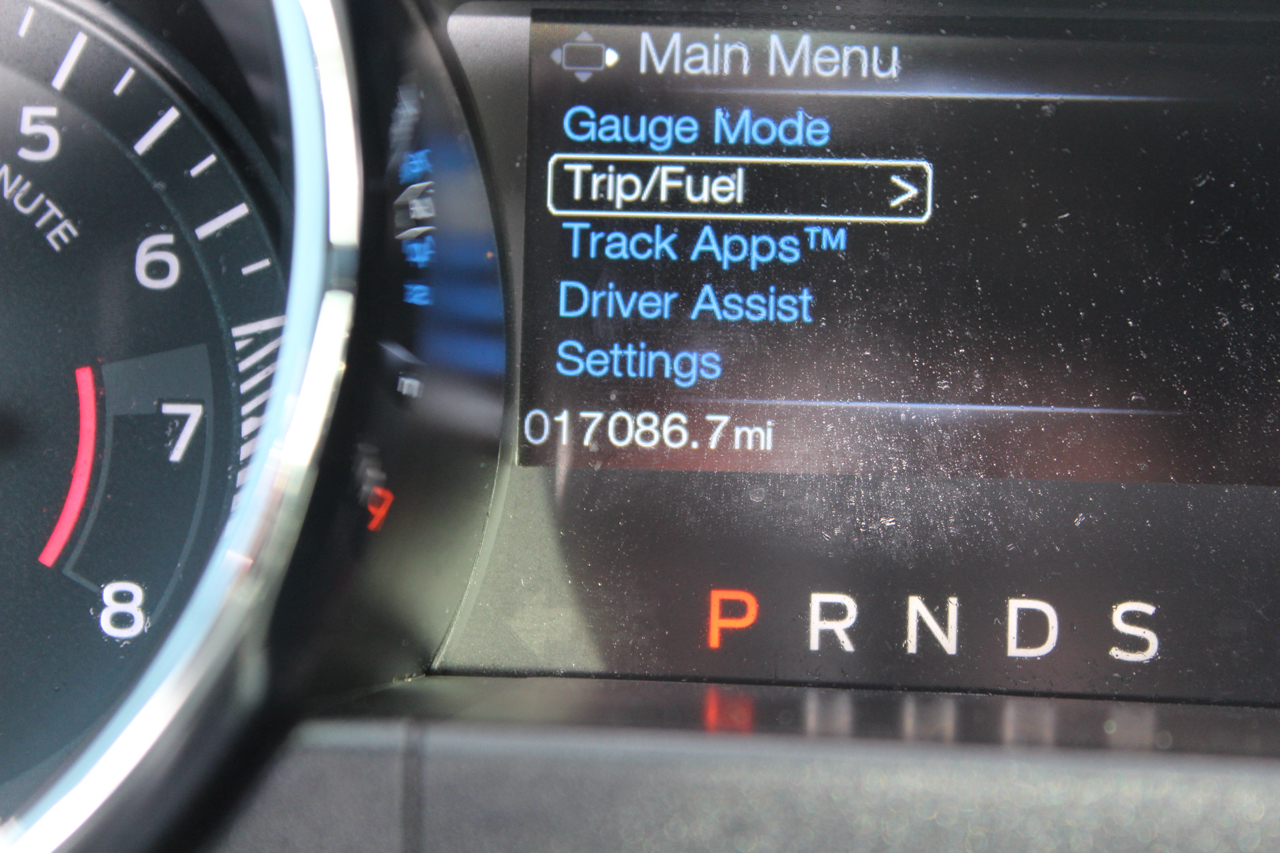 5
NUTE
6
7
8
Main Menu
Gauge Mode
Trip/Fuel >
Track Apps™
Driver Assist
Settings
017086.7mi
P R N D S